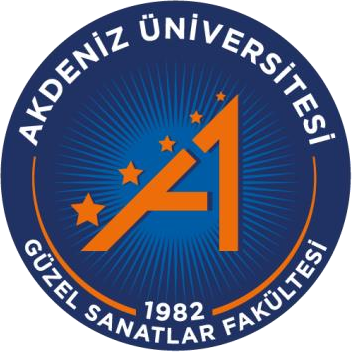 AKDENİZ ÜNİVERSİTESİ
1982
GÜZEL SANATLAR FAKÜLTESİ